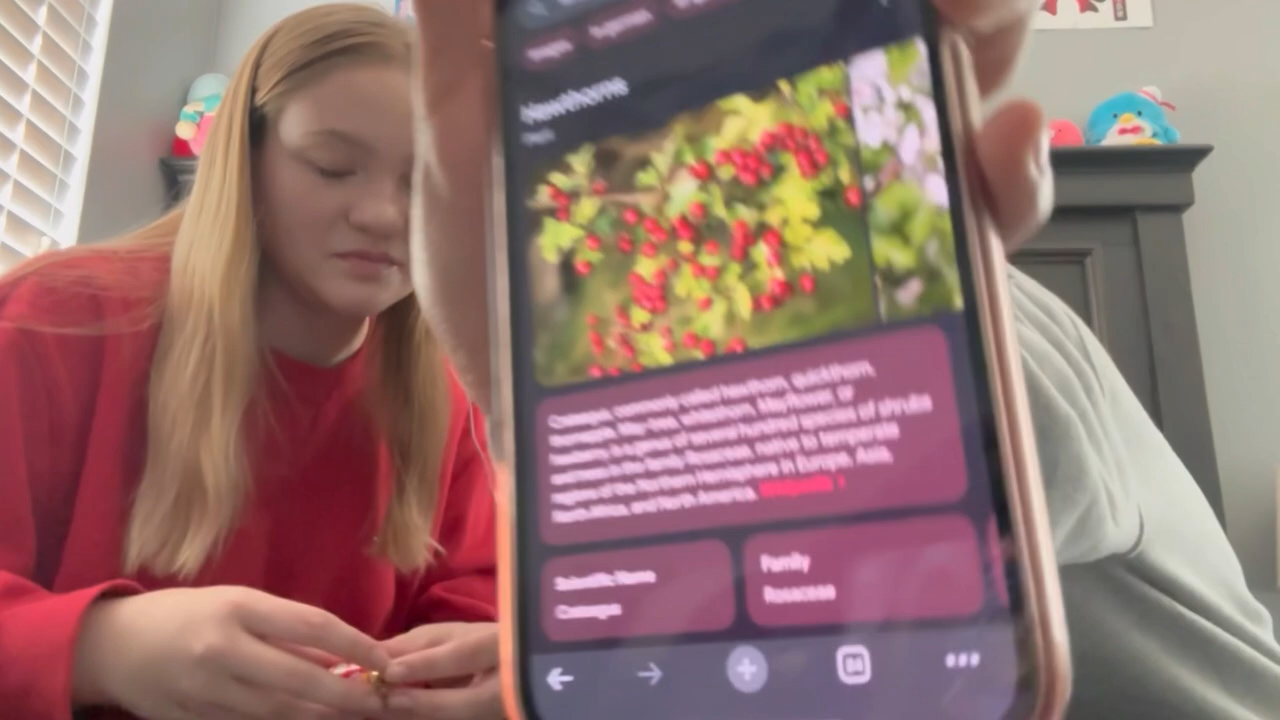 Hawthorns
Crataegus, commonly called hawthorn, quickthorn,
thornapple, May-tree, whitethorn, Mayflower or
hawberry, is a genus of several hundred species of shrubs
and trees in the family Rosaceae, native to temperate
regions of the Northern Hemisphere in Europe, Asia,
North Africa, and North America. Wikipedia
Scientific Name
Crataegus
Family
Rosaceae
84